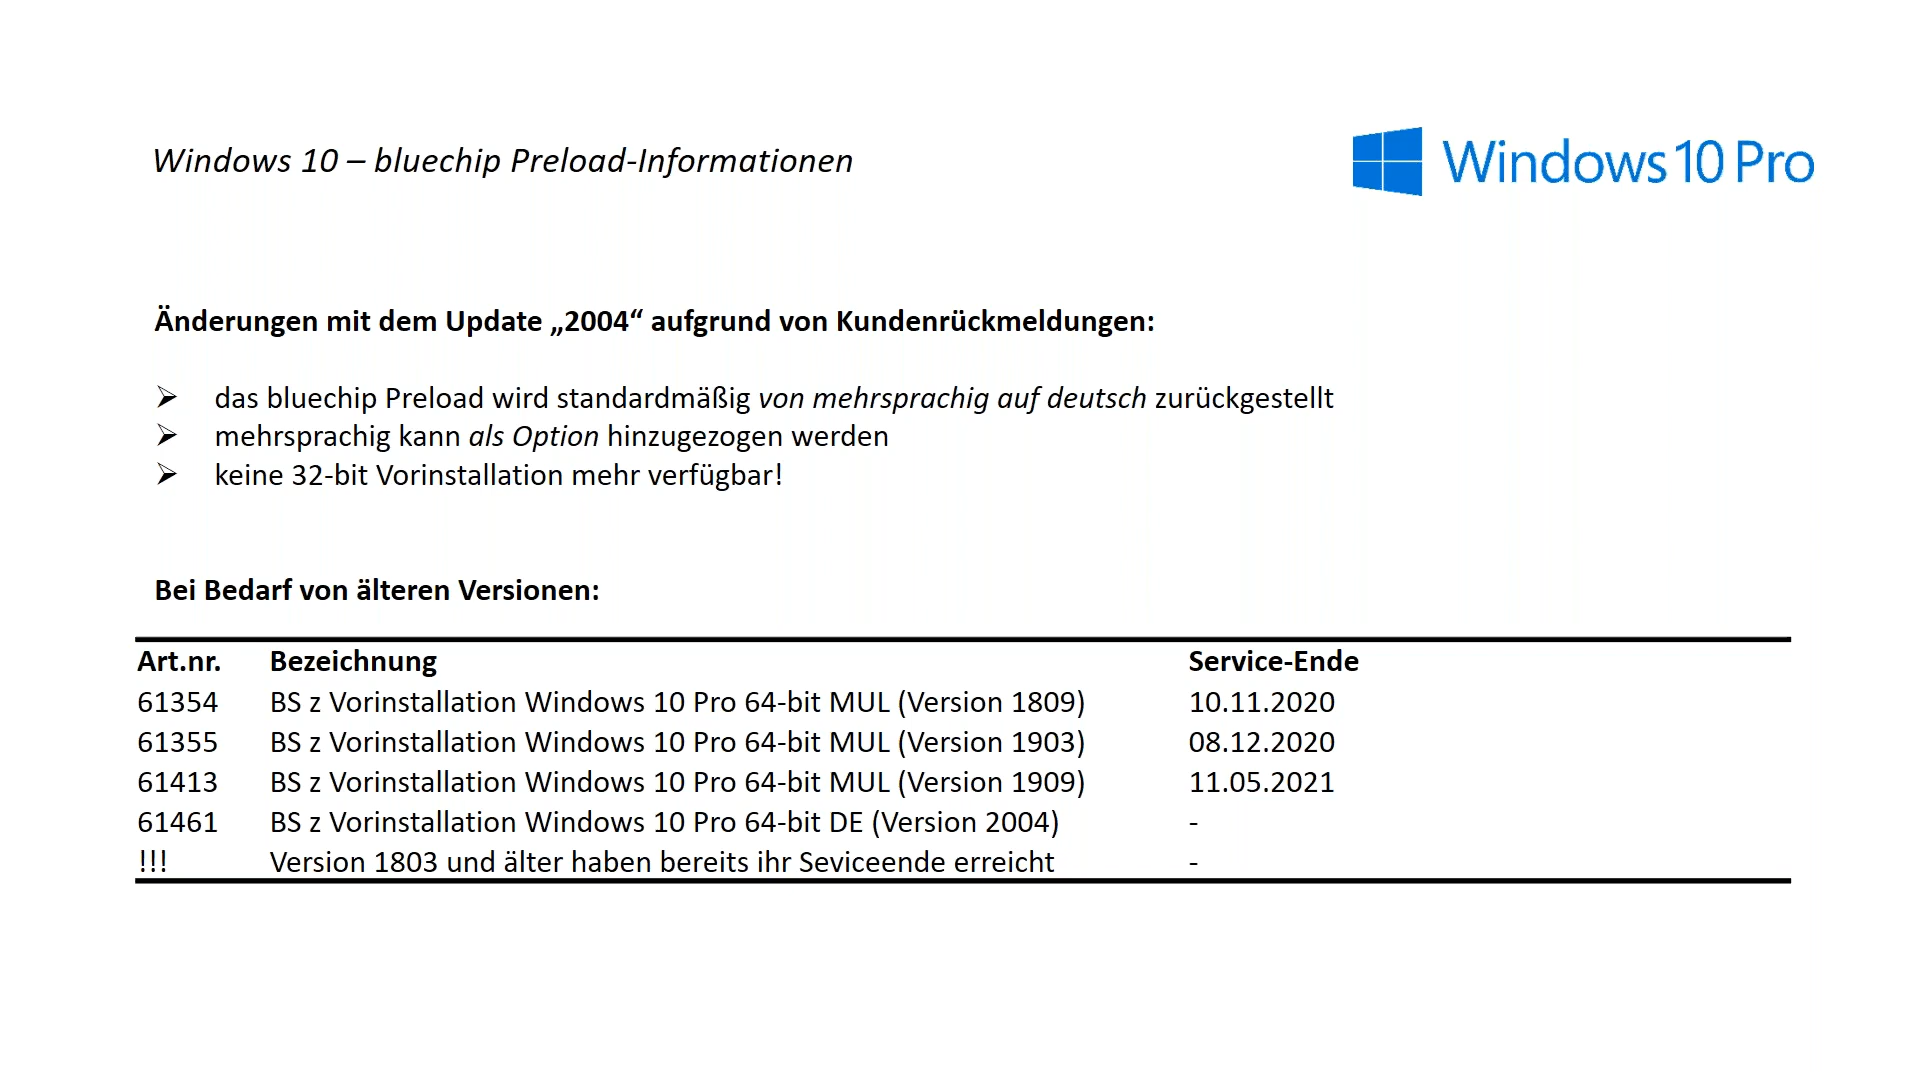 Windows 10 – bluechip Preload-Informationen
Windows 10 Pro
Änderungen mit dem Update „2004“ aufgrund von Kundenrückmeldungen:
➢ das bluechip Preload wird standardmäßig von mehrsprachig auf deutsch zurückgestellt
➢ mehrsprachig kann als Option hinzugezogen werden
➢ keine 32-bit Vorinstallation mehr verfügbar!
Bei Bedarf von älteren Versionen:
Art.nr. Bezeichnung Service-Ende
61354 BS z Vorinstallation Windows 10 Pro 64-bit MUL (Version 1809) 10.11.2020
61355 BS z Vorinstallation Windows 10 Pro 64-bit MUL (Version 1903) 08.12.2020
61413 BS z Vorinstallation Windows 10 Pro 64-bit MUL (Version 1909) 11.05.2021
61461 BS z Vorinstallation Windows 10 Pro 64-bit DE (Version 2004) -
!!! Version 1803 und älter haben bereits ihr Seviceende erreicht -